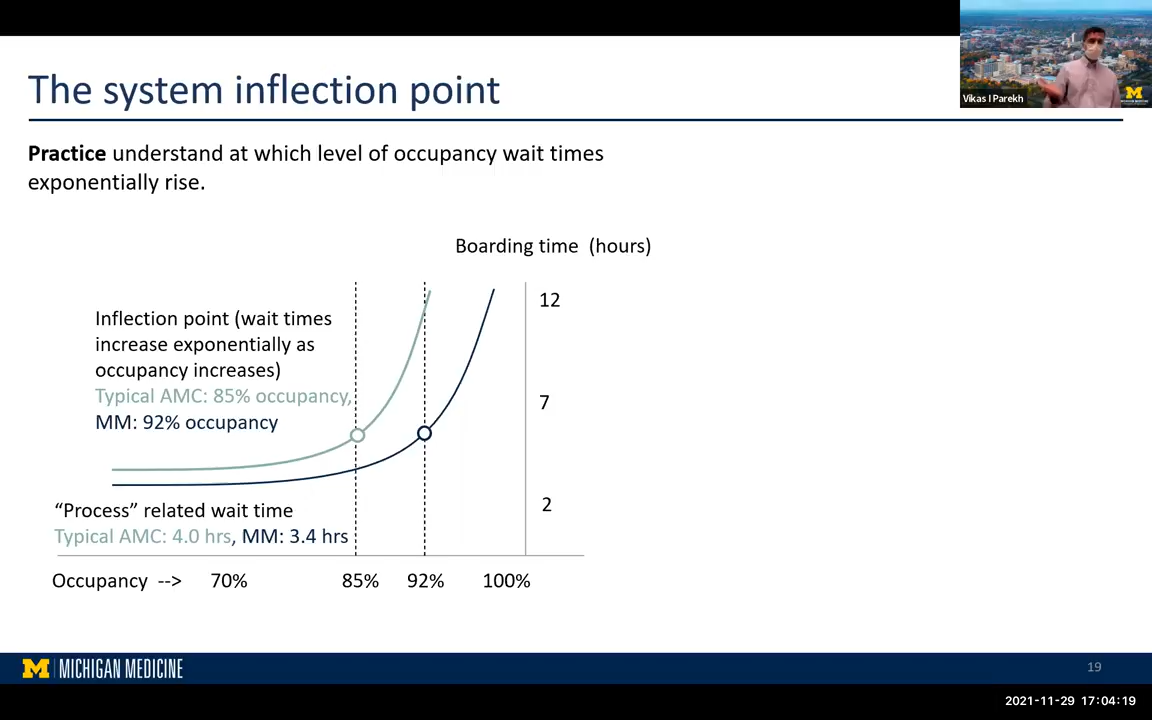 Vikas I Parekh
MICHIGAN MEDICINE
The system inflection point
Practice understand at which level of occupancy wait times
exponentially rise.
Boarding time (hours)
12
7
2
Inflection point (wait times
increase exponentially as
occupancy increases)
Typical AMC: 85% occupancy,
MM: 92% occupancy
“Process” related wait time
Typical AMC: 4.0 hrs, MM: 3.4 hrs
Occupancy --> 70% 85% 92% 100%
M MICHIGAN MEDICINE
19
2021-11-29 17:04:19